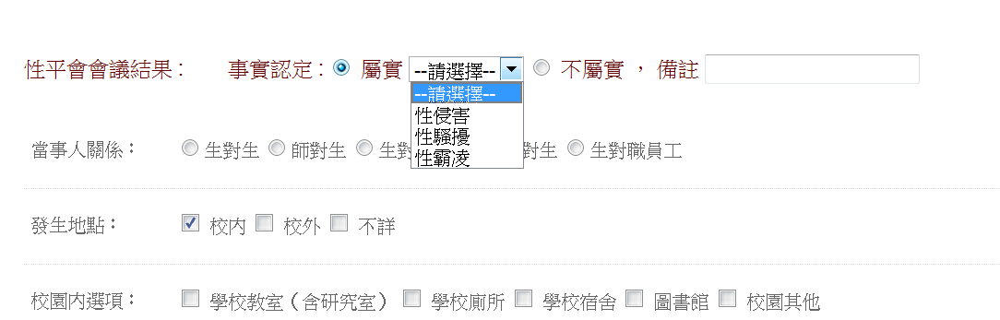 性平會會議結果： 事實認定： 屬實 --請選擇-- 不屬實 ， 備註
--請選擇--
性侵害
性騷擾
性霸凌
當事人關係： 生對生 師對生 生對 對生 生對職員工
發生地點： 校內 校外 不詳
校園內選項： 學校教室（含研究室） 學校廁所 學校宿舍 圖書館 校園其他